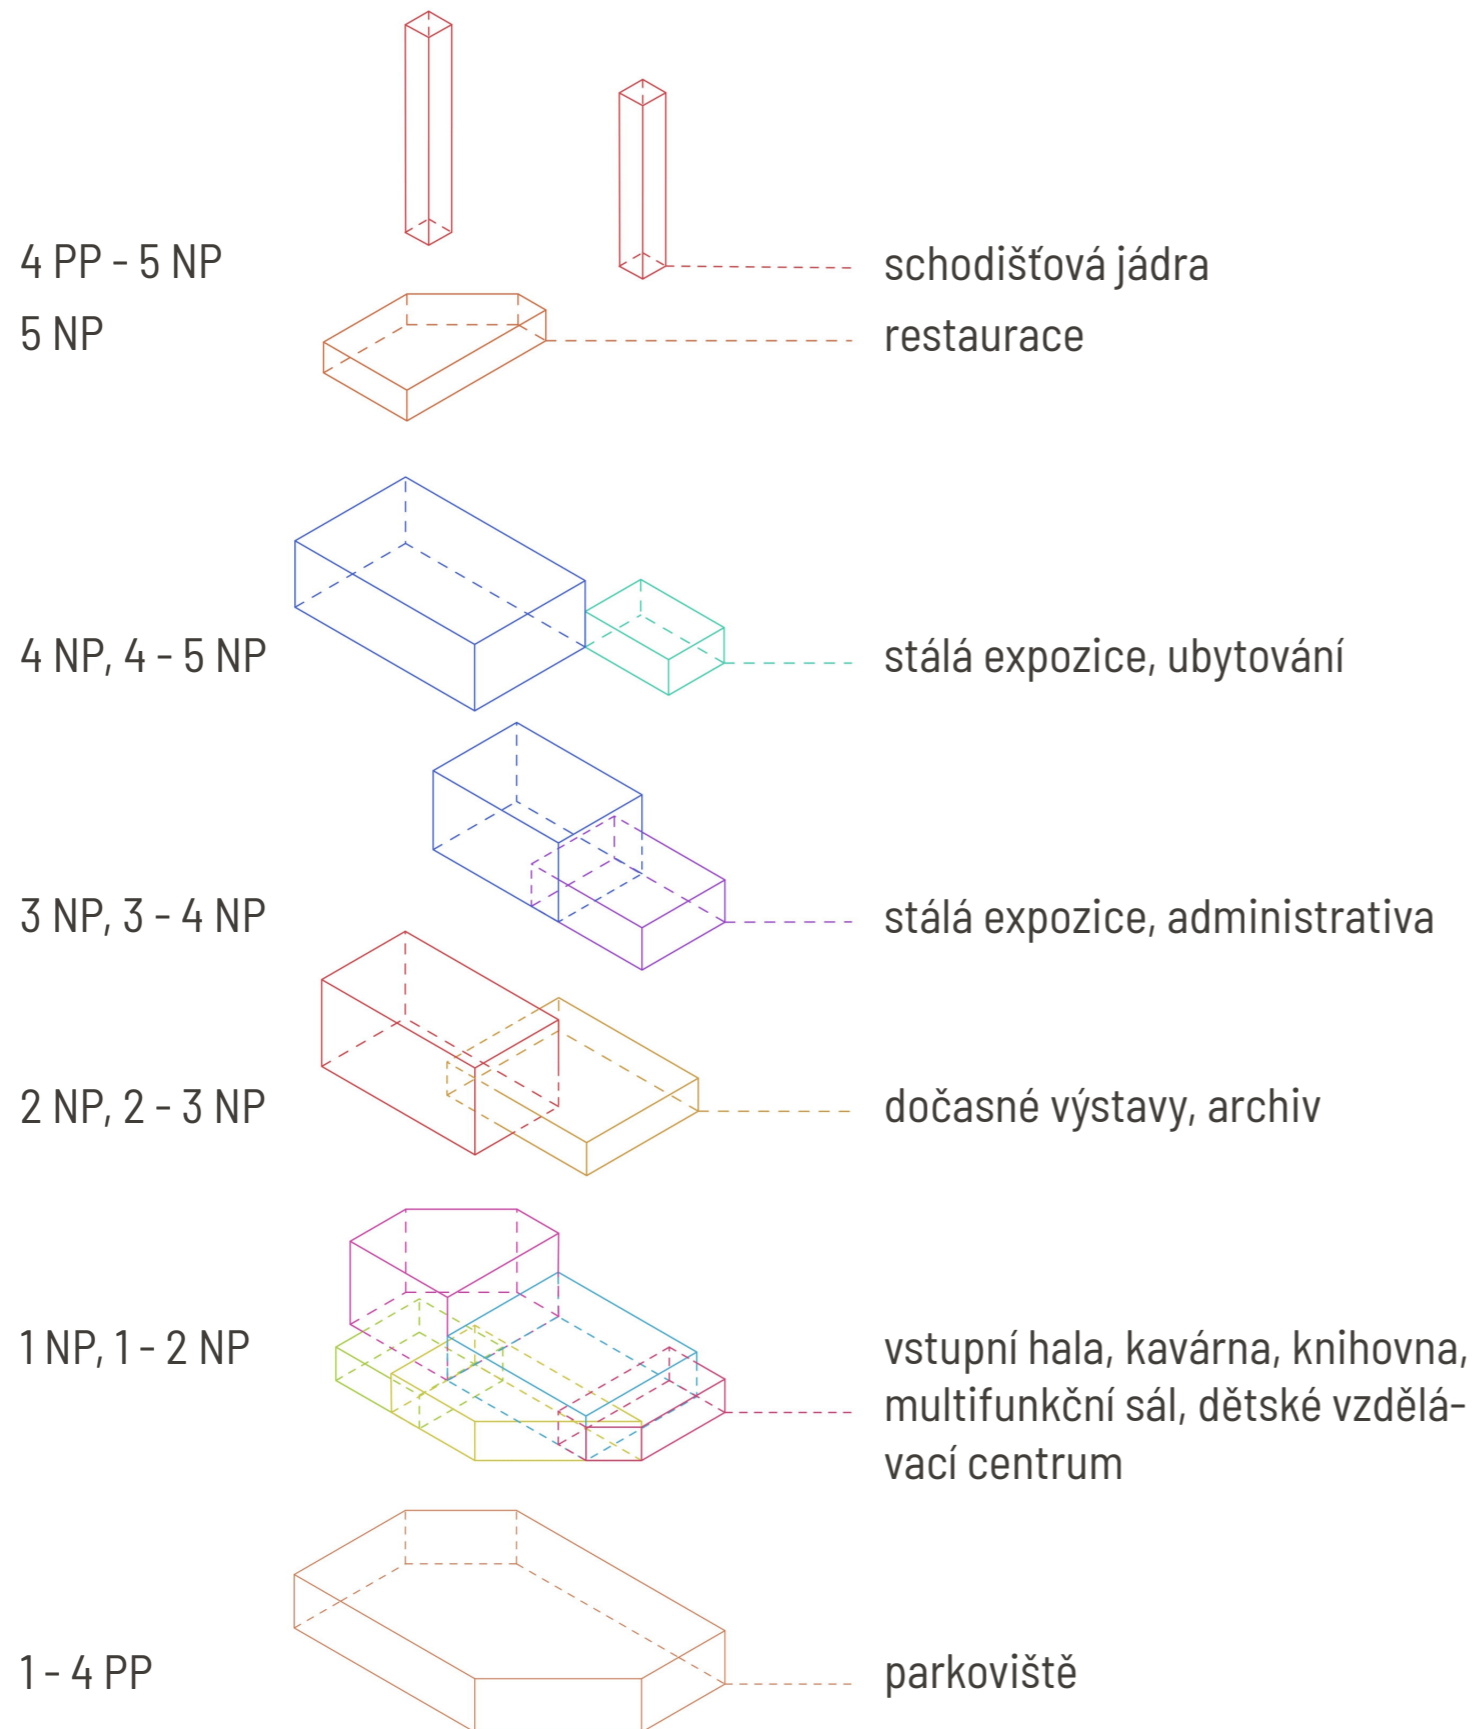 4 PP - 5 NP
schodišťová jádra
5 NP
restaurace
4 NP, 4 - 5 NP
stálá expozice, ubytování
3 NP, 3 - 4 NP
stálá expozice, administrativa
2 NP, 2 - 3 NP
dočasné výstavy, archiv
1 NP, 1 - 2 NP
vstupní hala, kavárna, knihovna,
multifunkční sál, dětské vzdělá-
vací centrum
1 - 4 PP
parkoviště